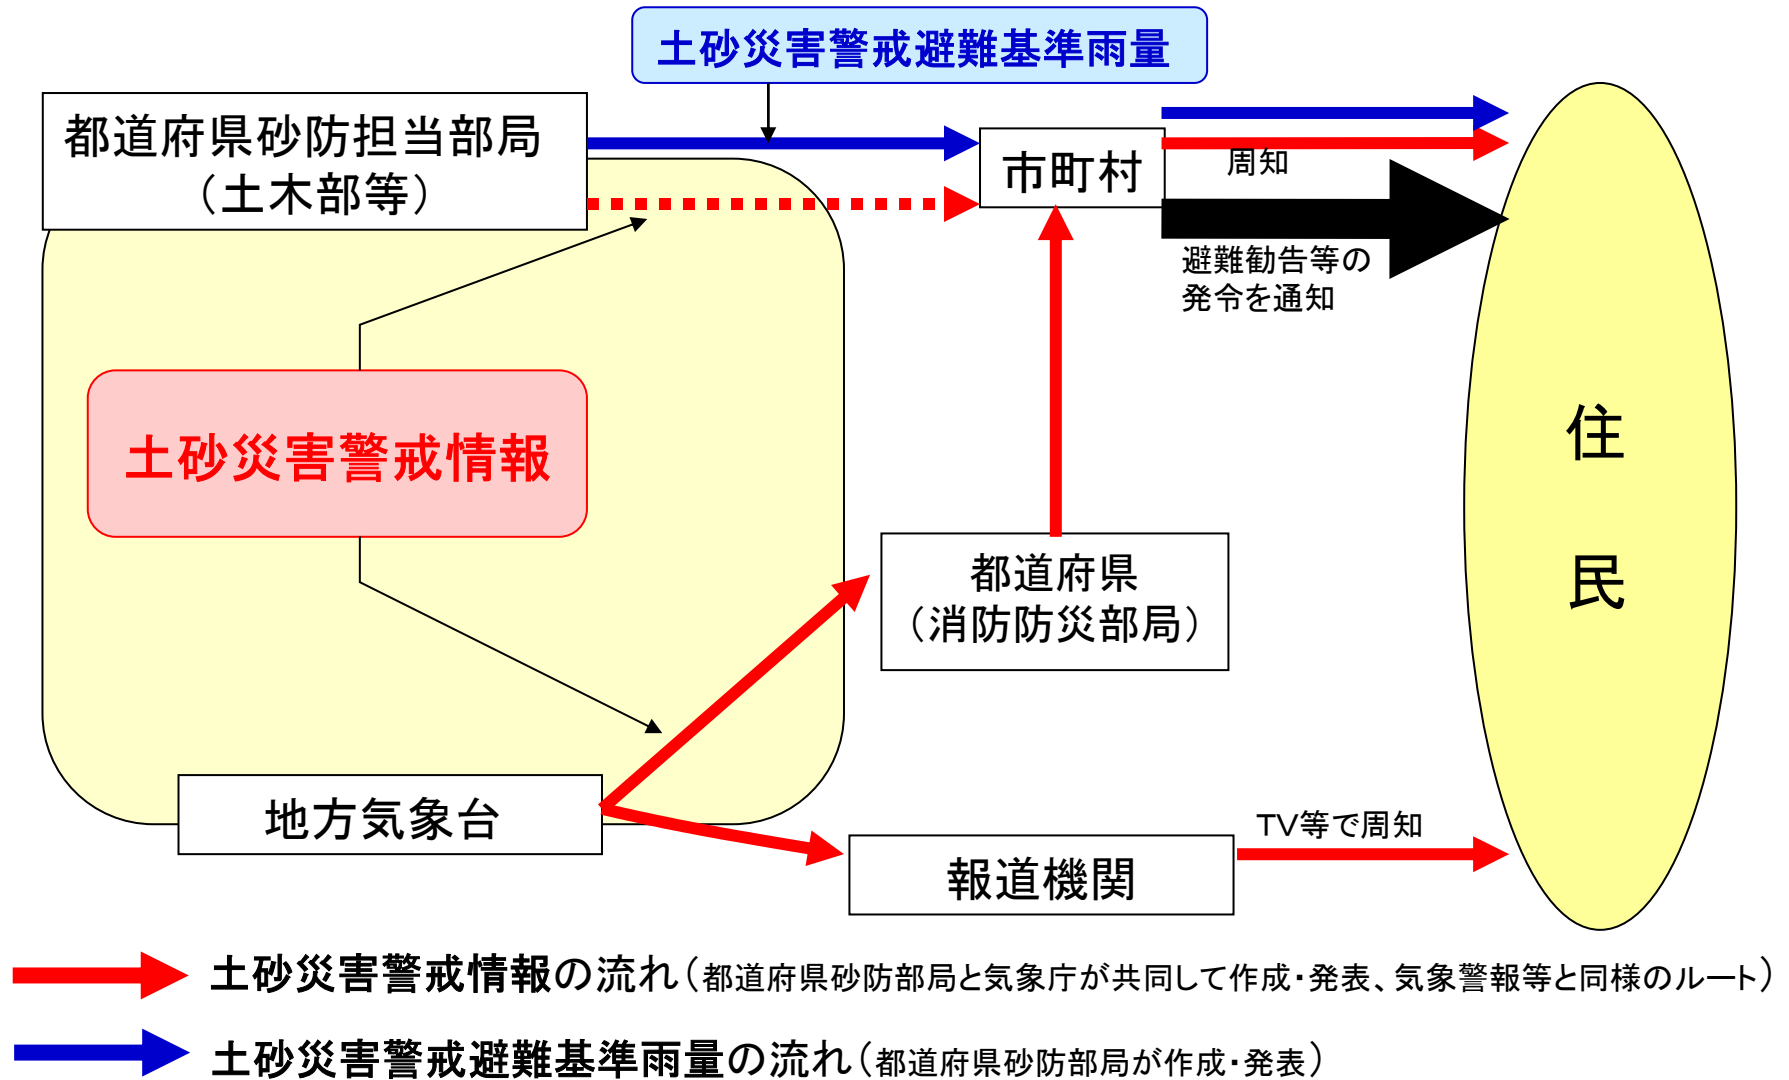 土砂災害警戒避難基準雨量
都道府県砂防担当部局
（土木部等）
市町村
周知
避難勧告等の
発令を通知
土砂災害警戒情報
住
民
都道府県
（消防防災部局）
地方気象台
TV等で周知
報道機関
土砂災害警戒情報の流れ（都道府県砂防部局と気象庁が共同して作成・発表、気象警報等と同様のルート）
土砂災害警戒避難基準雨量の流れ（都道府県砂防部局が作成・発表）